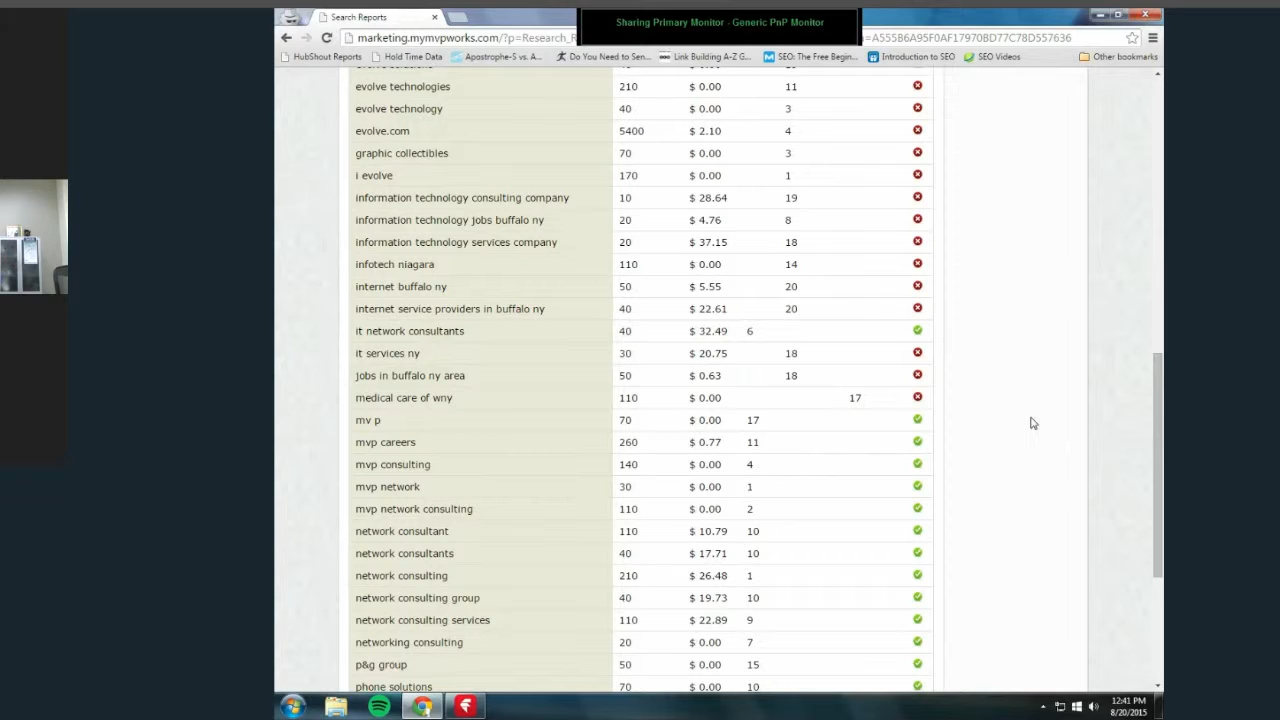 Search Reports
Sharing Primary Monitor - Generic PnP Monitor
marketing.mymvpworks.com/?p=Research_R
=A555B6A95F0AF17970BD77C78D557636
HubShout Reports Hold Time Data Apostrophe-S vs. A... Do You Need to Sen... Link Building A-Z G... SEO: The Free Begin... Introduction to SEO SEO Videos Other bookmarks
evolve technologies 210 $ 0.00 11
evolve technology 40 $ 0.00 3
evolve.com 5400 $ 2.10 4
graphic collectibles 70 $ 0.00 3
i evolve 170 $ 0.00 1
information technology consulting company 10 $ 28.64 19
information technology jobs buffalo ny 20 $ 4.76 8
information technology services company 20 $ 37.15 18
infotech niagara 110 $ 0.00 14
internet buffalo ny 50 $ 5.55 20
internet service providers in buffalo ny 40 $ 22.61 20
it network consultants 40 $ 32.49 6
it services ny 30 $ 20.75 18
jobs in buffalo ny area 50 $ 0.63 18
medical care of wny 110 $ 0.00 17
mv p 70 $ 0.00 17
mvp careers 260 $ 0.77 11
mvp consulting 140 $ 0.00 4
mvp network 30 $ 0.00 1
mvp network consulting 110 $ 0.00 2
network consultant 110 $ 10.79 10
network consultants 40 $ 17.71 10
network consulting 210 $ 26.48 1
network consulting group 40 $ 19.73 10
network consulting services 110 $ 22.89 9
networking consulting 20 $ 0.00 7
p&g group 50 $ 0.00 15
phone solutions 70 $ 0.00 10
12:41 PM
8/20/2015